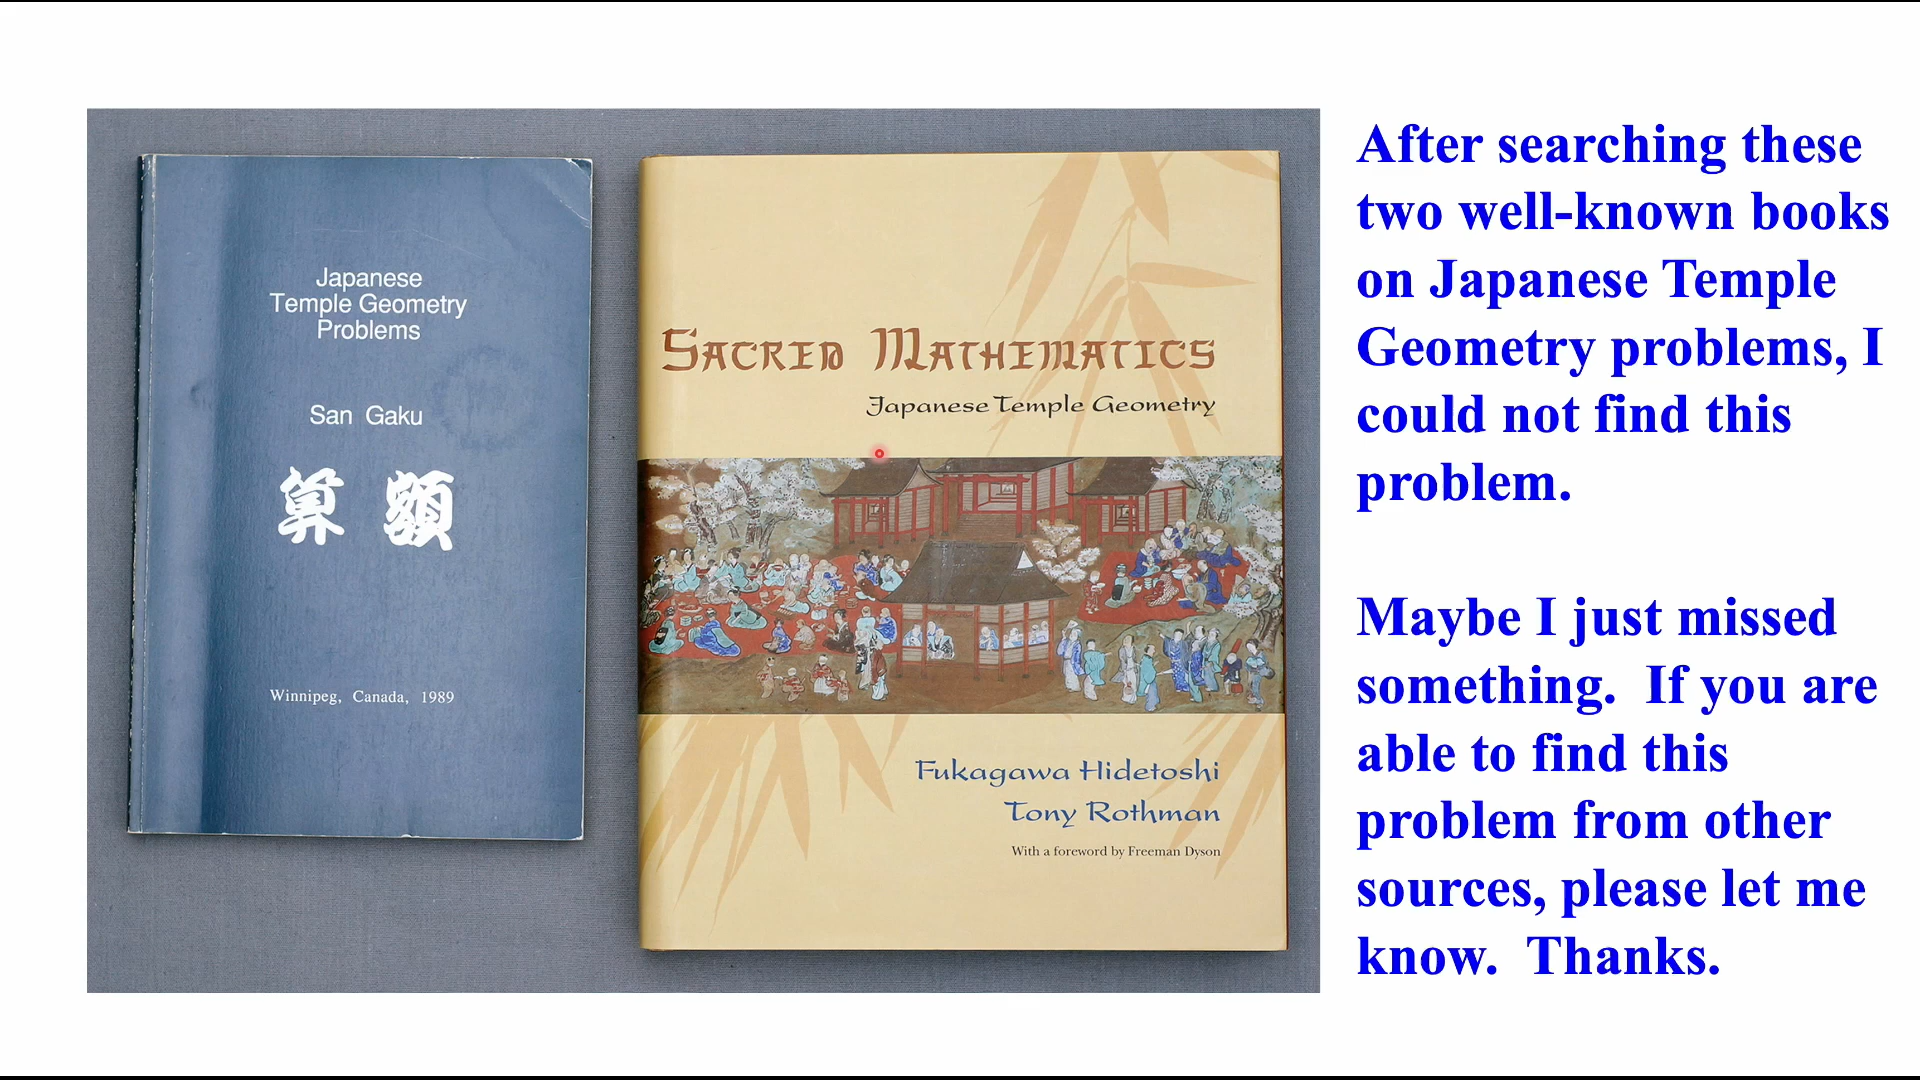 Japanese
Temple Geometry
Problems
San Gaku
算額
Winnipeg, Canada, 1989
SACRED MATHEMATICS
Japanese Temple Geometry
Fukagawa Hidetoshi
Tony Rothman
With a foreword by Freeman Dyson
After searching these
two well-known books
on Japanese Temple
Geometry problems, I
could not find this
problem.
Maybe I just missed
something.  If you are
able to find this
problem from other
sources, please let me
know.  Thanks.